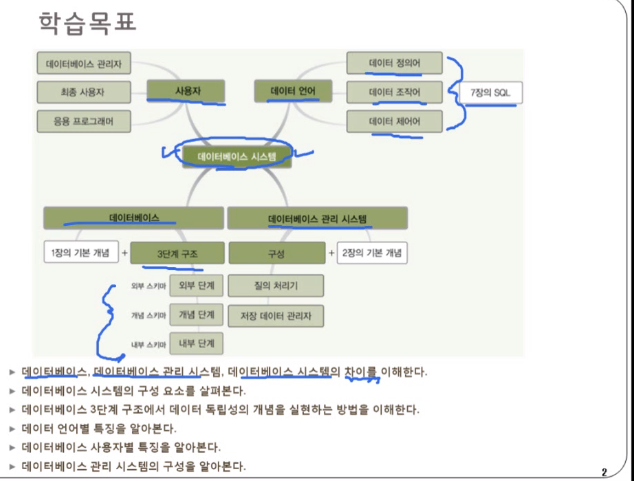 학습목표
데이터베이스 관리자
최종 사용자
응용 프로그래머
사용자
데이터 언어
데이터 정의어
데이터 조작어
데이터 제어어
7장의 SQL
데이터베이스 시스템
데이터베이스
데이터베이스 관리 시스템
1장의 기본 개념 + 3단계 구조
구성 + 2장의 기본 개념
외부 스키마 외부 단계
개념 스키마 개념 단계
내부 스키마 내부 단계
질의 처리기
저장 데이터 관리자
▶ 데이터베이스, 데이터베이스 관리 시스템, 데이터베이스 시스템의 차이를 이해한다.
▶ 데이터베이스 시스템의 구성 요소를 살펴본다.
▶ 데이터베이스 3단계 구조에서 데이터 독립성의 개념을 실현하는 방법을 이해한다.
▶ 데이터 언어별 특징을 알아본다.
▶ 데이터베이스 사용자별 특징을 알아본다.
▶ 데이터베이스 관리 시스템의 구성을 알아본다.
2